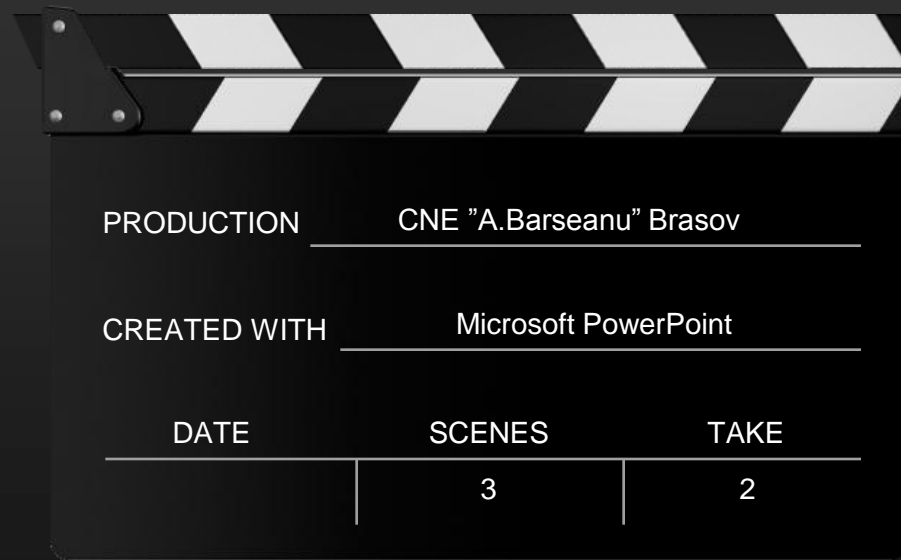 PRODUCTION CNE ”A.Barseanu” Brasov
CREATED WITH Microsoft PowerPoint
DATE SCENES TAKE
3 2